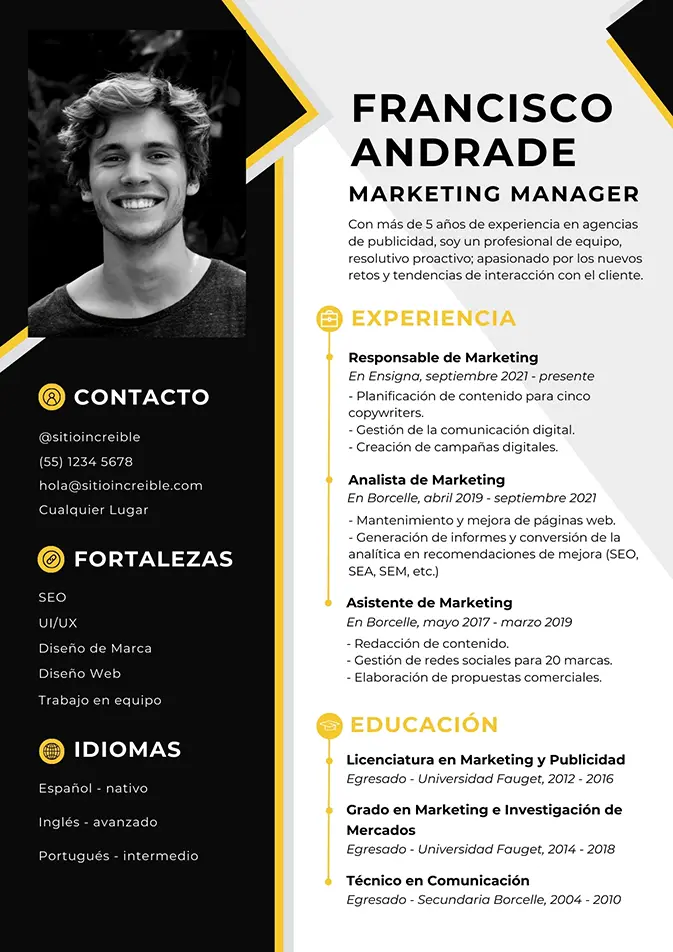 FRANCISCO
ANDRADE
MARKETING MANAGER
Con más de 5 años de experiencia en agencias
de publicidad, soy un profesional de equipo,
resolutivo proactivo; apasionado por los nuevos
retos y tendencias de interacción con el cliente.
CONTACTO
@sitioincreible
(55) 1234 5678
hola@sitioincreible.com
Cualquier Lugar
FORTALEZAS
SEO
UI/UX
Diseño de Marca
Diseño Web
Trabajo en equipo
IDIOMAS
Español - nativo
Inglés - avanzado
Portugués - intermedio
EXPERIENCIA
Responsable de Marketing
En Ensigna, septiembre 2021 - presente
- Planificación de contenido para cinco
copywriters.
- Gestión de la comunicación digital.
- Creación de campañas digitales.
Analista de Marketing
En Borcelle, abril 2019 - septiembre 2021
- Mantenimiento y mejora de páginas web.
- Generación de informes y conversión de la
analítica en recomendaciones de mejora (SEO,
SEA, SEM, etc.)
Asistente de Marketing
En Borcelle, mayo 2017 - marzo 2019
- Redacción de contenido.
- Gestión de redes sociales para 20 marcas.
- Elaboración de propuestas comerciales.
EDUCACIÓN
Licenciatura en Marketing y Publicidad
Egresado - Universidad Fauget, 2012 - 2016
Grado en Marketing e Investigación de
Mercados
Egresado - Universidad Fauget, 2014 - 2018
Técnico en Comunicación
Egresado - Secundaria Borcelle, 2004 - 2010